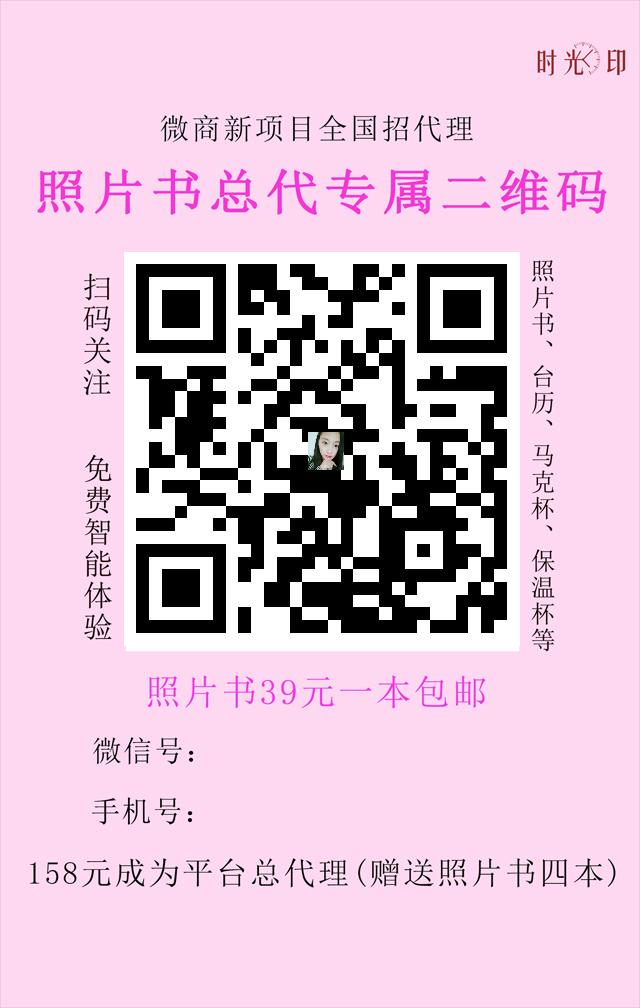 时光印
微商新项目全国招代理
照片书总代专属二维码
扫码关注 免费智能体验
照片书、台历、马克杯、保温杯等
照片书39元一本包邮
微信号：
手机号：
158元成为平台总代理(赠送照片书四本)